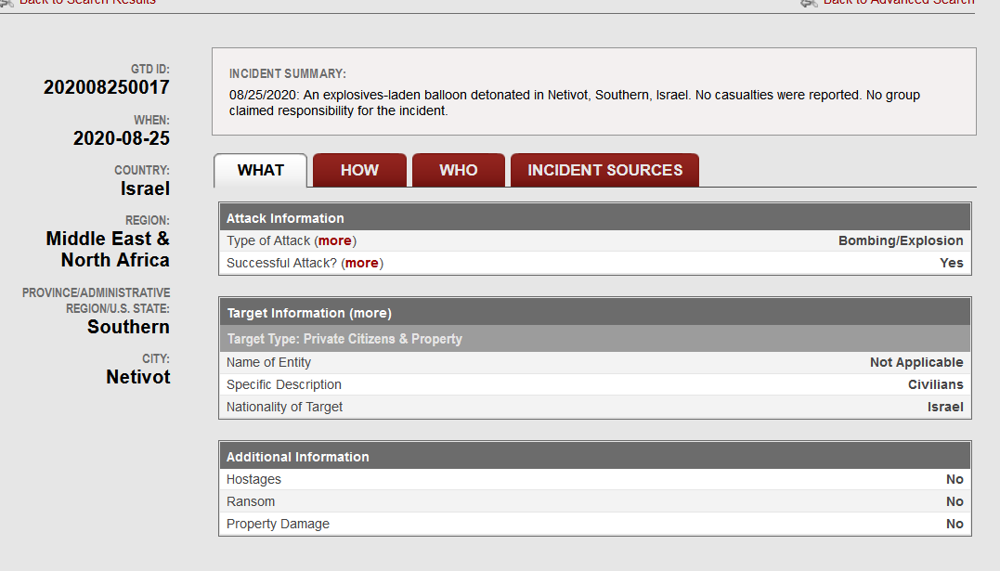 Back to Search Results
Back to Advanced Search
GTD ID:
202008250017
WHEN:
2020-08-25
COUNTRY:
Israel
REGION:
Middle East &
North Africa
PROVINCE/ADMINISTRATIVE
REGION/U.S. STATE:
Southern
CITY:
Netivot
INCIDENT SUMMARY:
08/25/2020: An explosives-laden balloon detonated in Netivot, Southern, Israel. No casualties were reported. No group
claimed responsibility for the incident.
WHAT HOW WHO INCIDENT SOURCES
Attack Information
Type of Attack (more) Bombing/Explosion
Successful Attack? (more) Yes
Target Information (more)
Target Type: Private Citizens & Property
Name of Entity Not Applicable
Specific Description Civilians
Nationality of Target Israel
Additional Information
Hostages No
Ransom No
Property Damage No